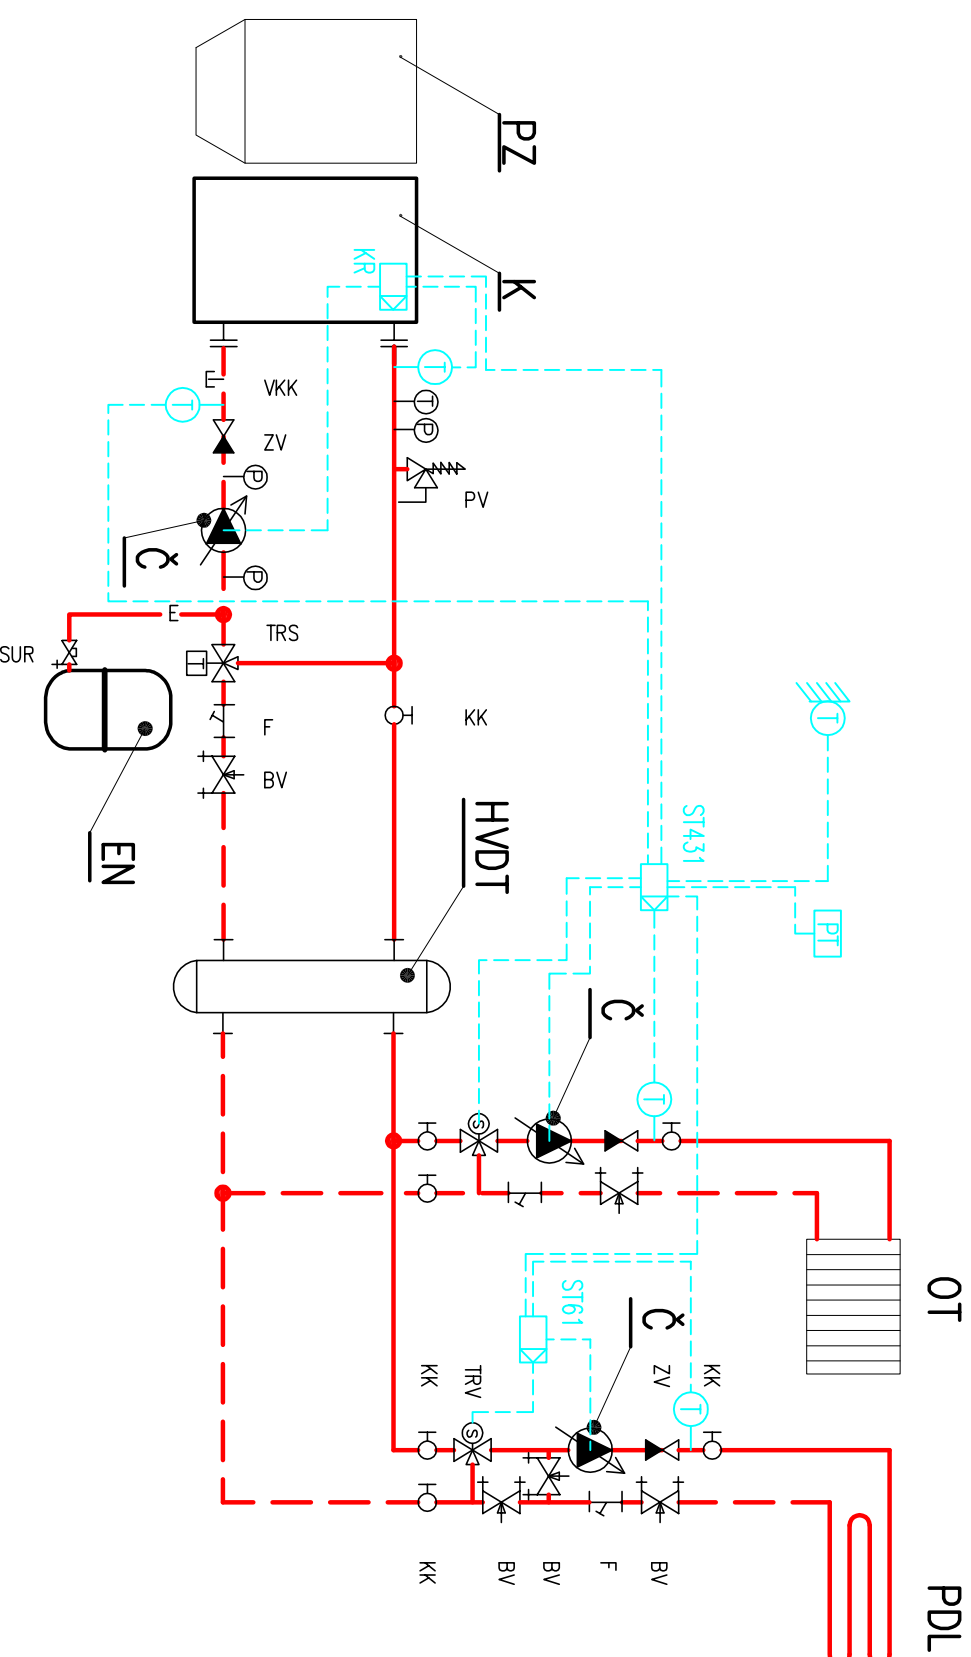 PZ
K
KR
T
VKK
T
T
P
ZV
P
PV
Č
P
E
TRS
SUR
KK
T
F
BV
EN
HVDT
ST431
PT
Č
T
S
OT
ST61
Č
KK
TRV
ZV
KK
T
S
KK
BV
BV
F
BV
PDL